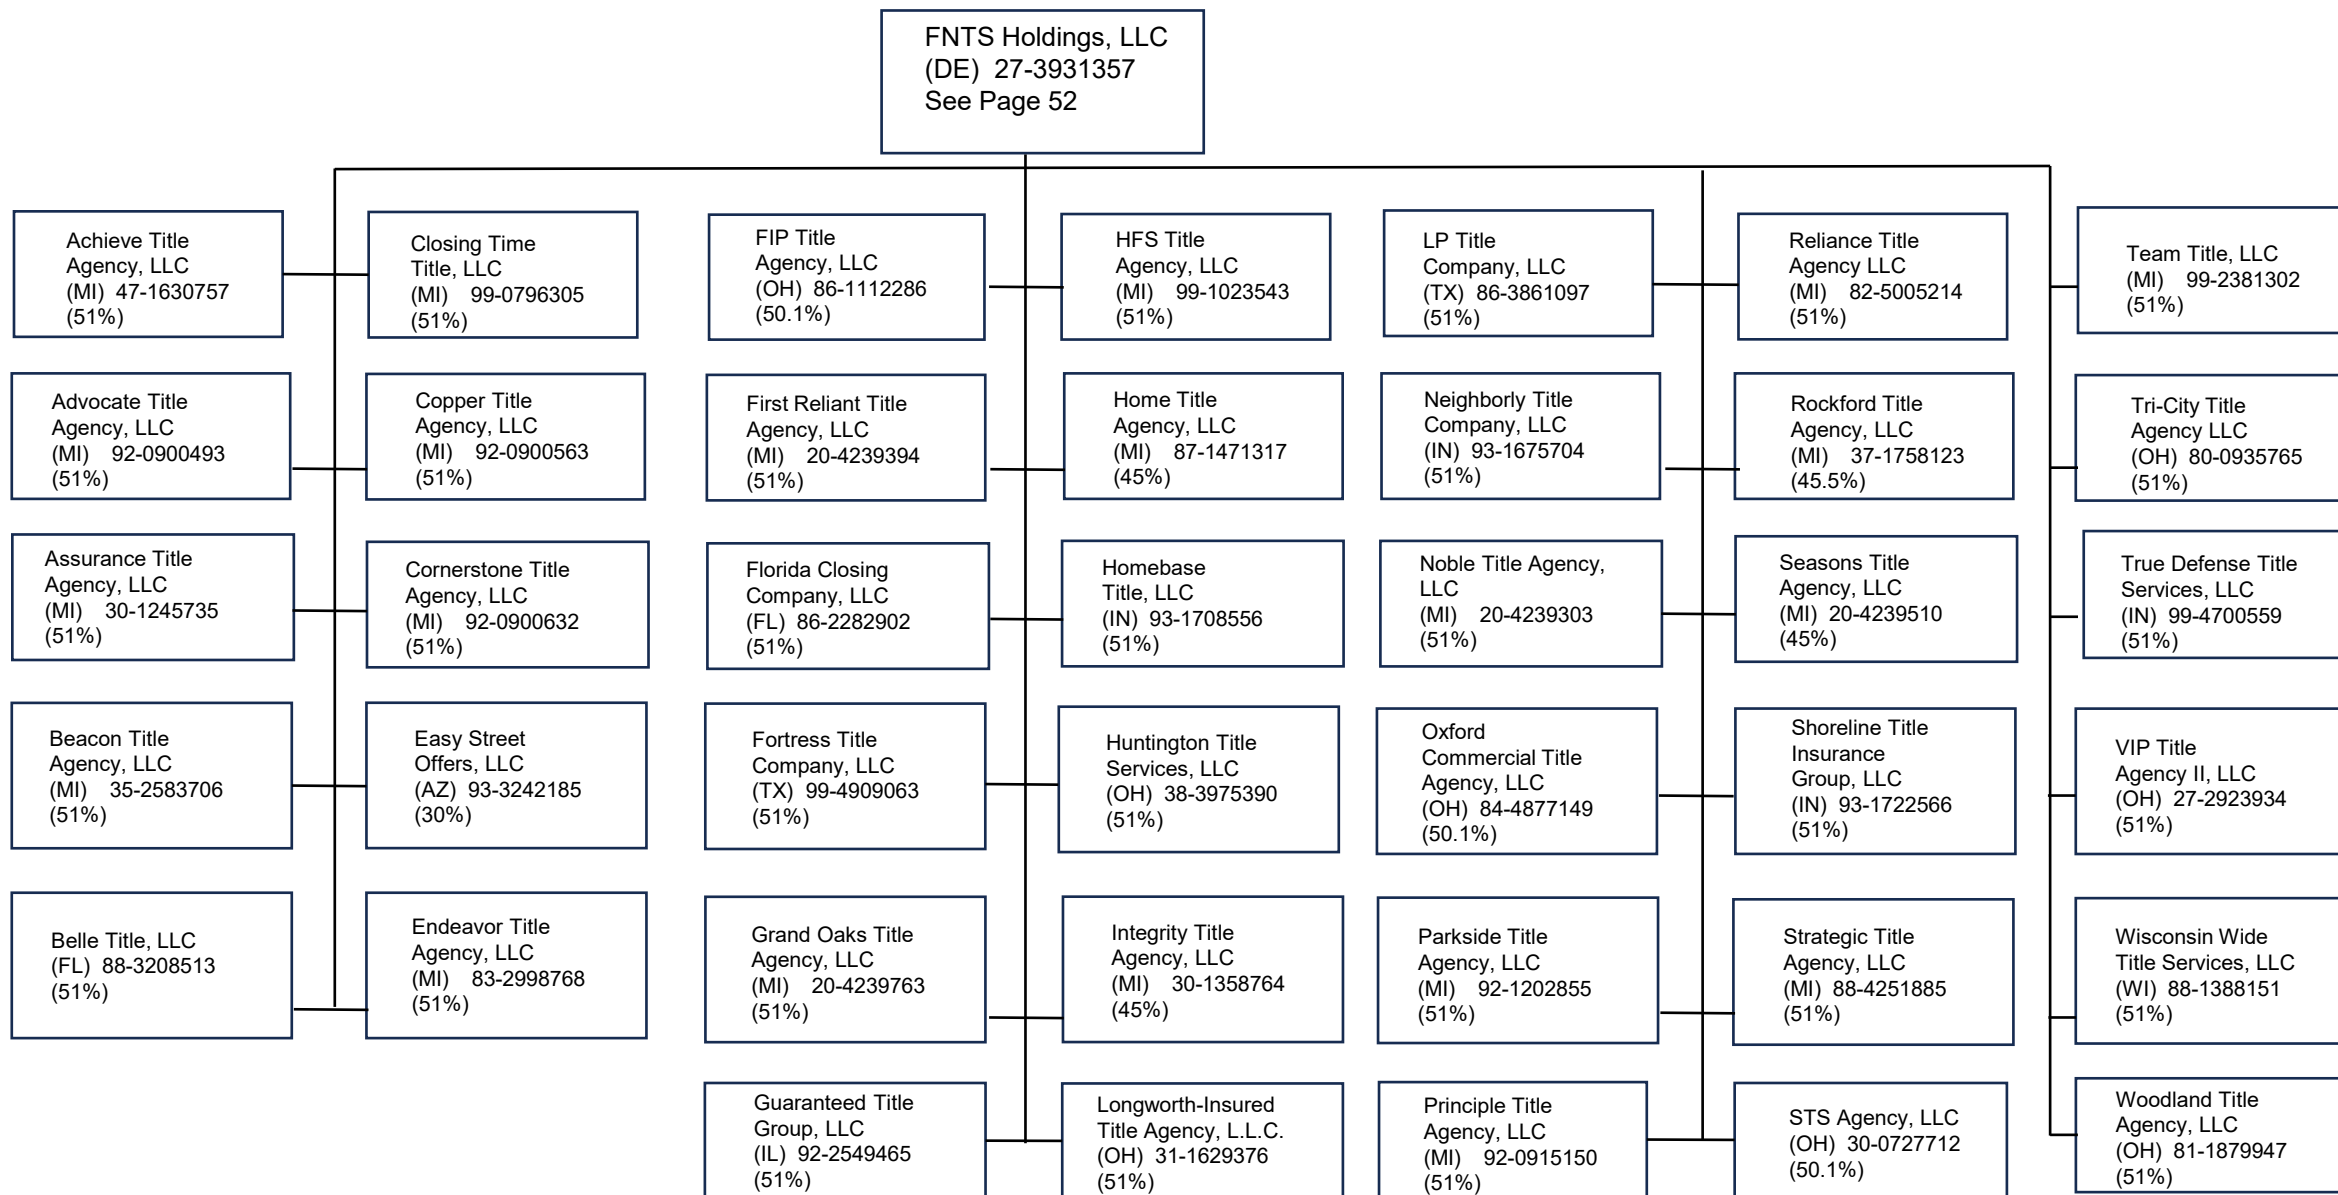 FNTS Holdings, LLC
(DE) 27-3931357
See Page 52
Achieve Title
Agency, LLC
(MI) 47-1630757
(51%)
Closing Time
Title, LLC
(MI) 99-0796305
(51%)
FIP Title
Agency, LLC
(OH) 86-1112286
(50.1%)
HFS Title
Agency, LLC
(MI) 99-1023543
(51%)
LP Title
Company, LLC
(TX) 86-3861097
(51%)
Reliance Title
Agency LLC
(MI) 82-5005214
(51%)
Team Title, LLC
(MI) 99-2381302
(51%)
Advocate Title
Agency, LLC
(MI) 92-0900493
(51%)
Copper Title
Agency, LLC
(MI) 92-0900563
(51%)
First Reliant Title
Agency, LLC
(MI) 20-4239394
(51%)
Home Title
Agency, LLC
(MI) 87-1471317
(45%)
Neighborly Title
Company, LLC
(IN) 93-1675704
(51%)
Rockford Title
Agency, LLC
(MI) 37-1758123
(45.5%)
Tri-City Title
Agency LLC
(OH) 80-0935765
(51%)
Assurance Title
Agency, LLC
(MI) 30-1245735
(51%)
Cornerstone Title
Agency, LLC
(MI) 92-0900632
(51%)
Florida Closing
Company, LLC
(FL) 86-2282902
(51%)
Homebase
Title, LLC
(IN) 93-1708556
(51%)
Noble Title Agency,
LLC
(MI) 20-4239303
(51%)
Seasons Title
Agency, LLC
(MI) 20-4239510
(45%)
True Defense Title
Services, LLC
(IN) 99-4700559
(51%)
Beacon Title
Agency, LLC
(MI) 35-2583706
(51%)
Easy Street
Offers, LLC
(AZ) 93-3242185
(30%)
Fortress Title
Company, LLC
(TX) 99-4909063
(51%)
Huntington Title
Services, LLC
(OH) 38-3975390
(51%)
Oxford
Commercial Title
Agency, LLC
(OH) 84-4877149
(50.1%)
Shoreline Title
Insurance
Group, LLC
(IN) 93-1722566
(51%)
VIP Title
Agency II, LLC
(OH) 27-2923934
(51%)
Belle Title, LLC
(FL) 88-3208513
(51%)
Endeavor Title
Agency, LLC
(MI) 83-2998768
(51%)
Grand Oaks Title
Agency, LLC
(MI) 20-4239763
(51%)
Integrity Title
Agency, LLC
(MI) 30-1358764
(45%)
Parkside Title
Agency, LLC
(MI) 92-1202855
(51%)
Strategic Title
Agency, LLC
(MI) 88-4251885
(51%)
Wisconsin Wide
Title Services, LLC
(WI) 88-1388151
(51%)
Guaranteed Title
Group, LLC
(IL) 92-2549465
(51%)
Longworth-Insured
Title Agency, L.L.C.
(OH) 31-1629376
(51%)
Principle Title
Agency, LLC
(MI) 92-0915150
(51%)
STS Agency, LLC
(OH) 30-0727712
(50.1%)
Woodland Title
Agency, LLC
(OH) 81-1879947
(51%)